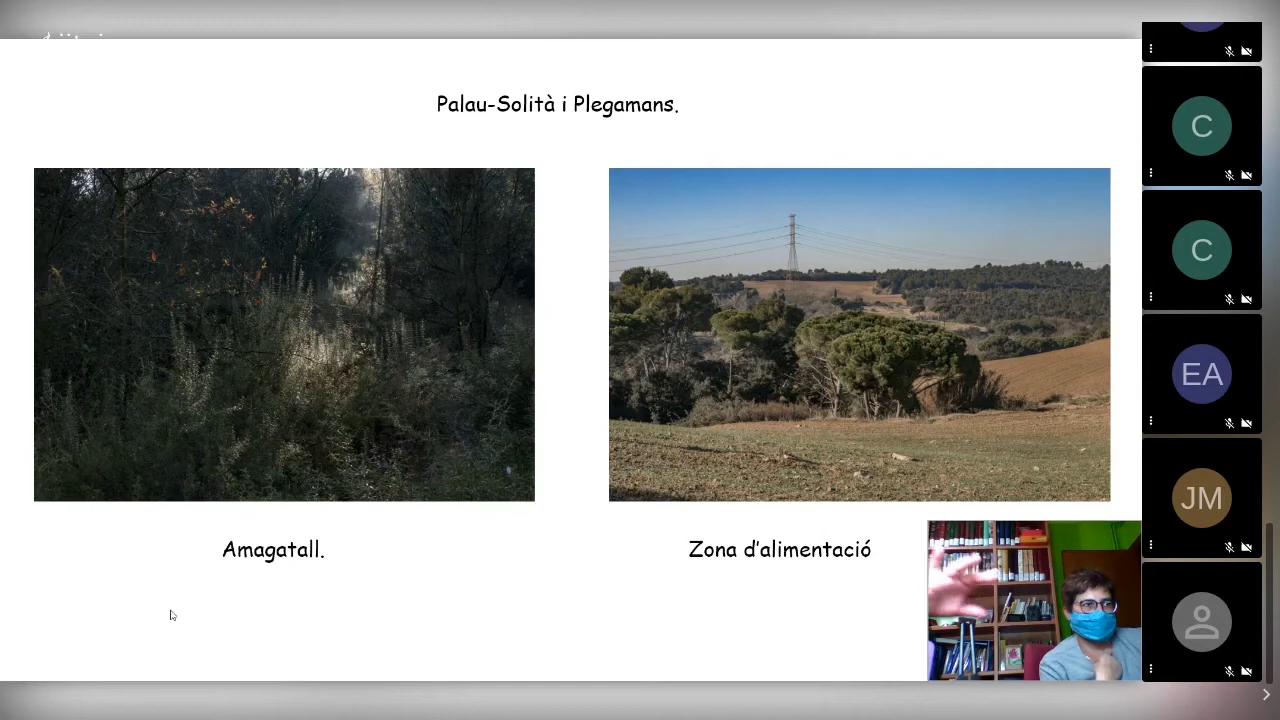 Palau-Solità i Plegamans.
Amagatall.
Zona d'alimentació
C
C
EA
JM